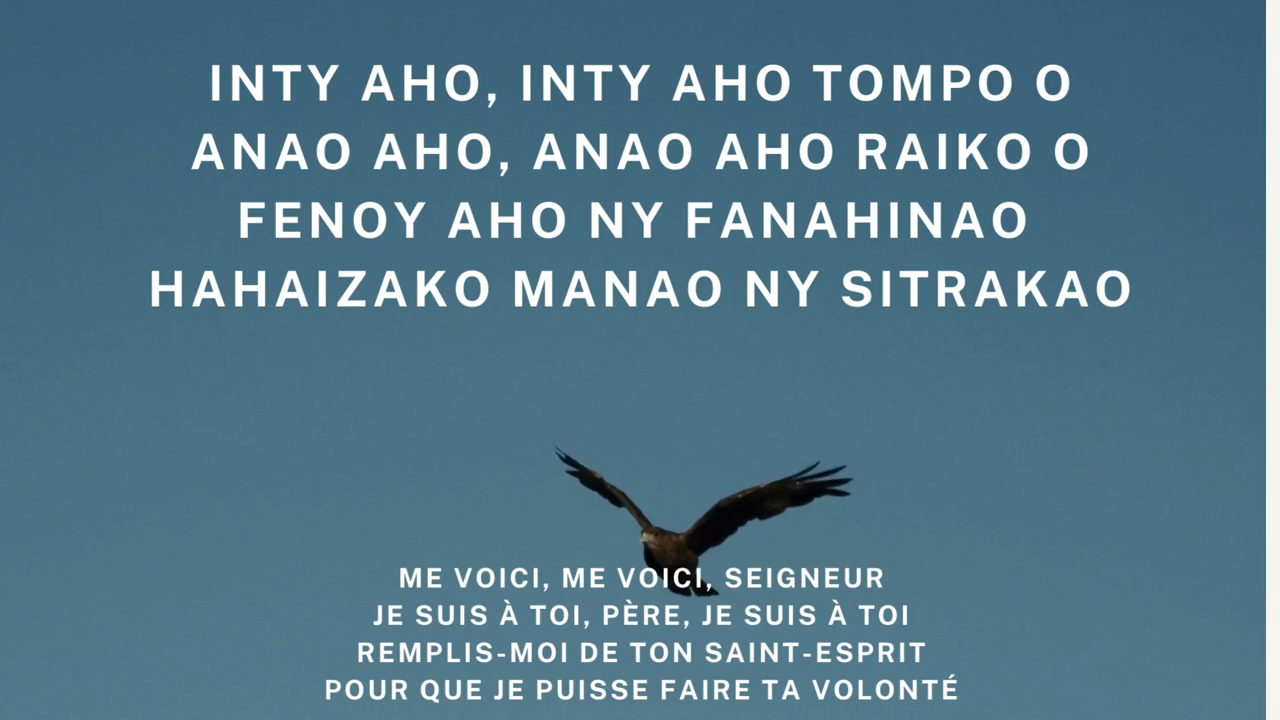 INTY AHO, INTY AHO TOMPO O
ANAO AHO, ANAO AHO RAIKO O
FENOY AHO NY FANAHINAO
HAHAIZAKO MANAO NY SITRAKAO
ME VOICI, ME VOICI, SEIGNEUR
JE SUIS À TOI, PÈRE, JE SUIS À TOI
REMPLIS-MOI DE TON SAINT-ESPRIT
POUR QUE JE PUISSE FAIRE TA VOLONTÉ